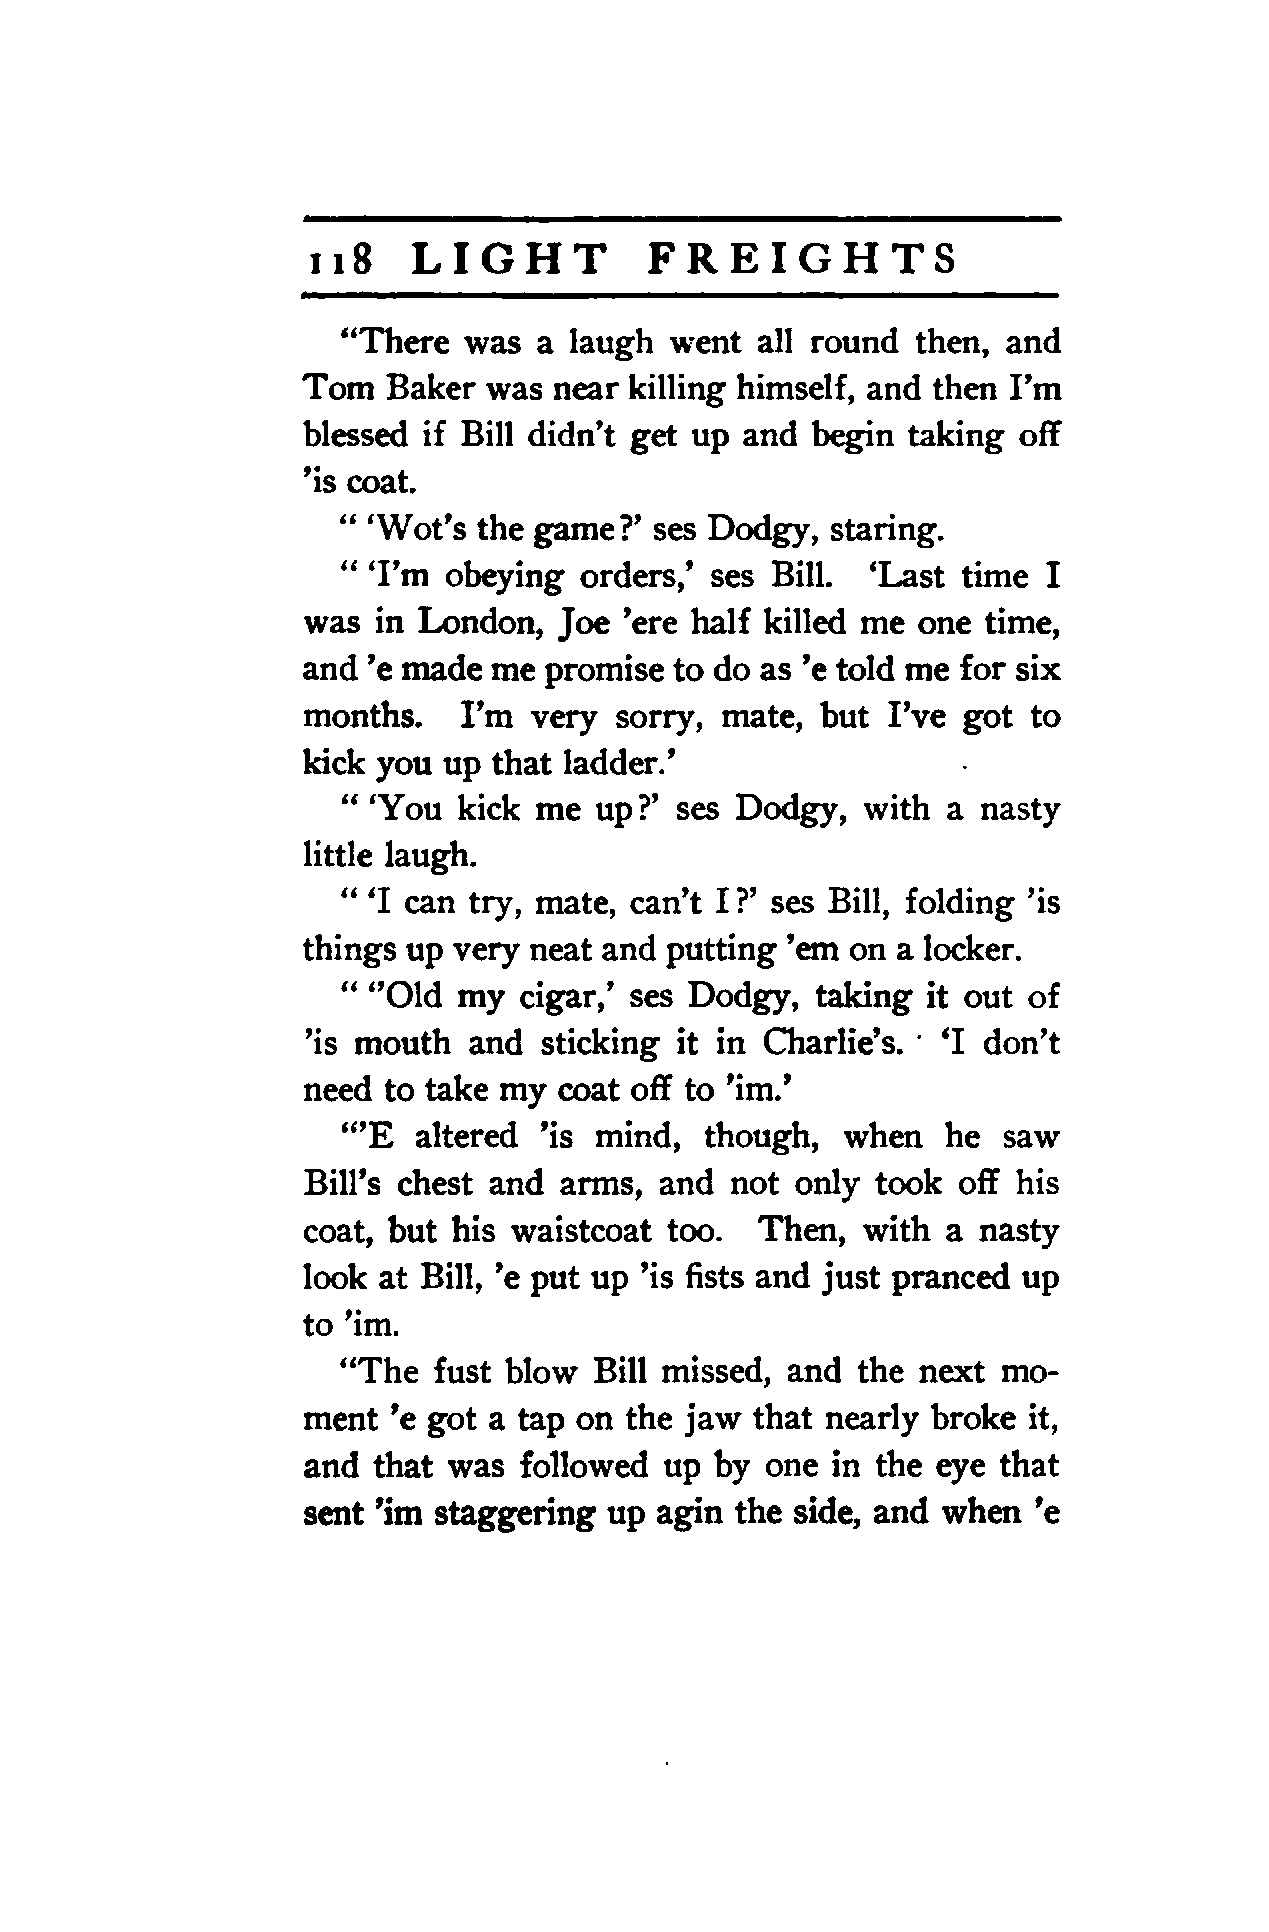 118 LIGHT FREIGHTS
“There was a laugh went all round then, and
Tom Baker was near killing himself, and then I’m
blessed if Bill didn’t get up and begin taking off
’is coat.
“ ‘Wot’s the game?’ ses Dodgy, staring.
“ ‘I’m obeying orders,’ ses Bill. ‘Last time I
was in London, Joe ’ere half killed me one time,
and ’e made me promise to do as ’e told me for six
months. I’m very sorry, mate, but I’ve got to
kick you up that ladder.’
“ ‘You kick me up?’ ses Dodgy, with a nasty
little laugh.
“ ‘I can try, mate, can’t I?’ ses Bill, folding ’is
things up very neat and putting ’em on a locker.
“ ‘’Old my cigar,’ ses Dodgy, taking it out of
’is mouth and sticking it in Charlie’s. ‘I don’t
need to take my coat off to ’im.’
“’E altered ’is mind, though, when he saw
Bill’s chest and arms, and not only took off his
coat, but his waistcoat too. Then, with a nasty
look at Bill, ’e put up ’is fists and just pranced up
to ’im.
“The fust blow Bill missed, and the next mo-
ment ’e got a tap on the jaw that nearly broke it,
and that was followed up by one in the eye that
sent ’im staggering up agin the side, and when ’e